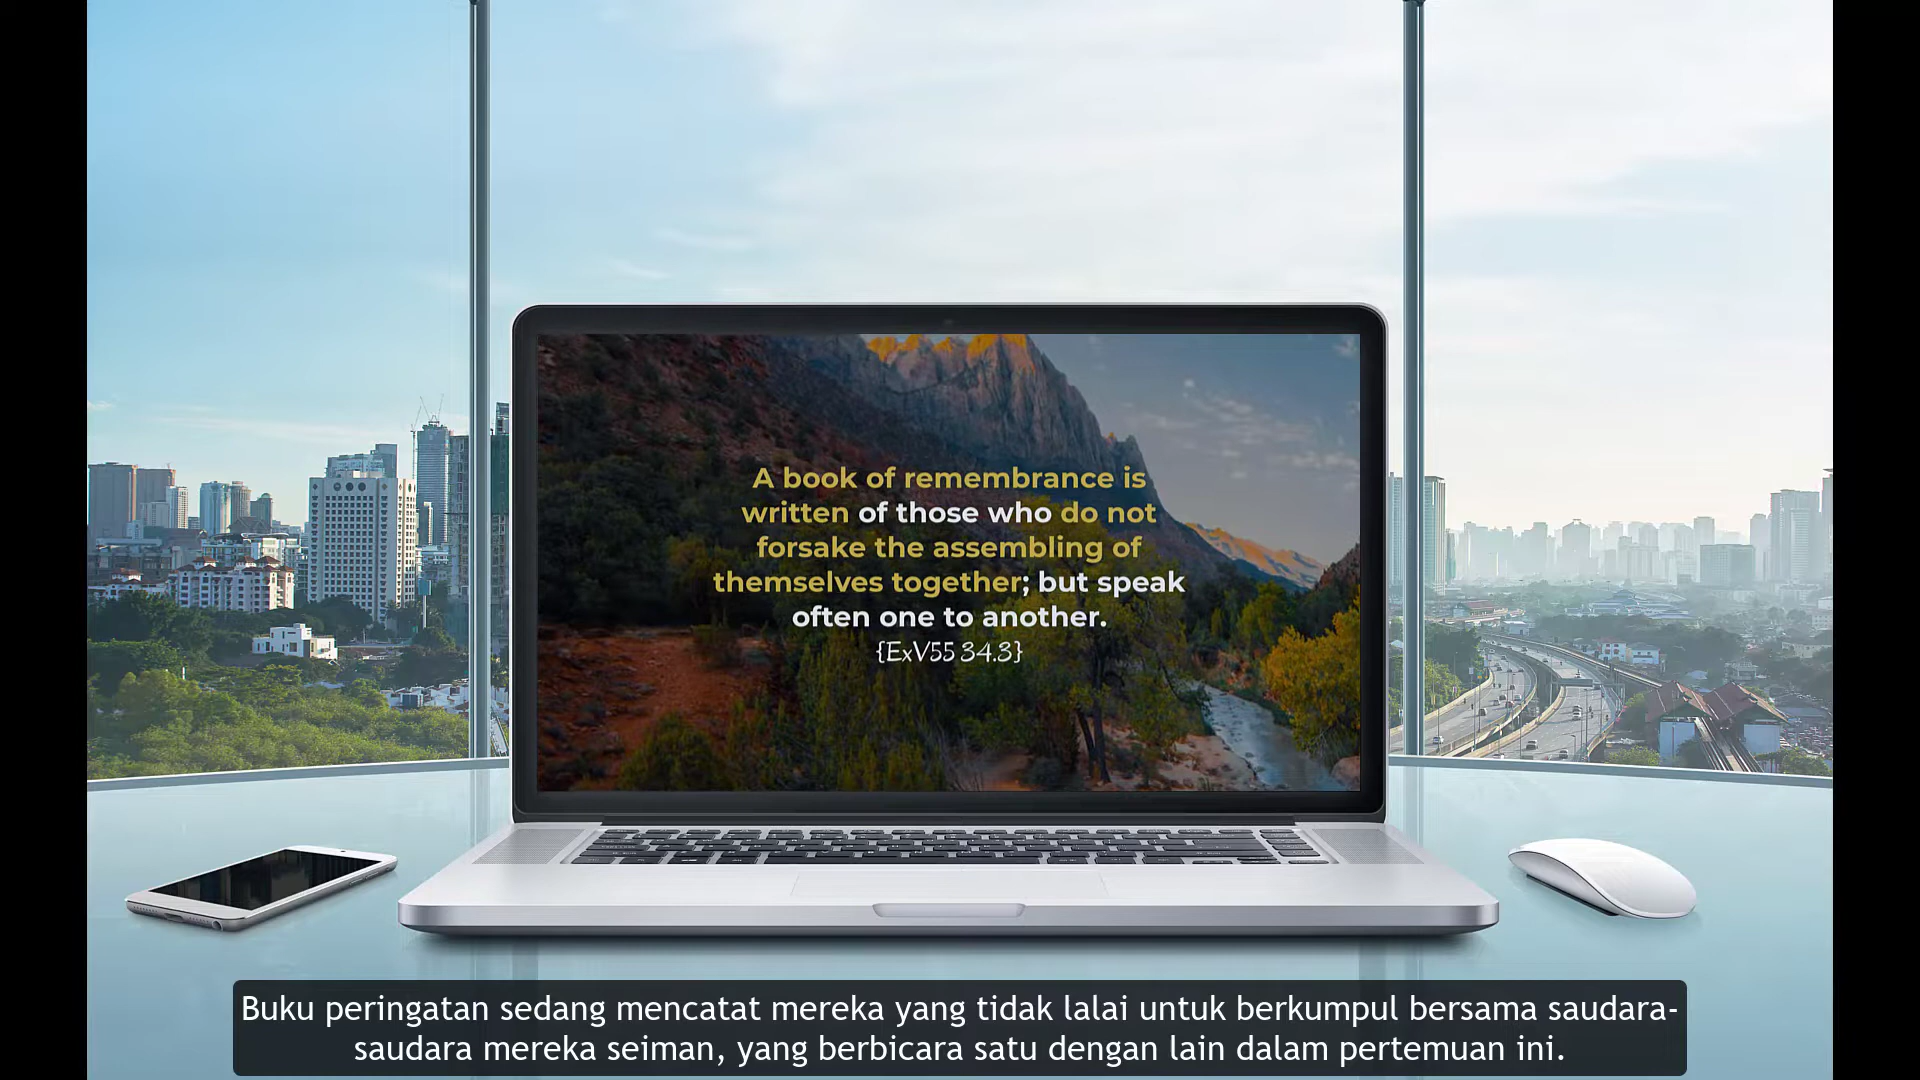 A book of remembrance is
written of those who do not
forsake the assembling of
themselves together; but speak
often one to another.
{ExV55 34.3}
Buku peringatan sedang mencatat mereka yang tidak lalai untuk berkumpul bersama saudara-
saudara mereka seiman, yang berbicara satu dengan lain dalam pertemuan ini.